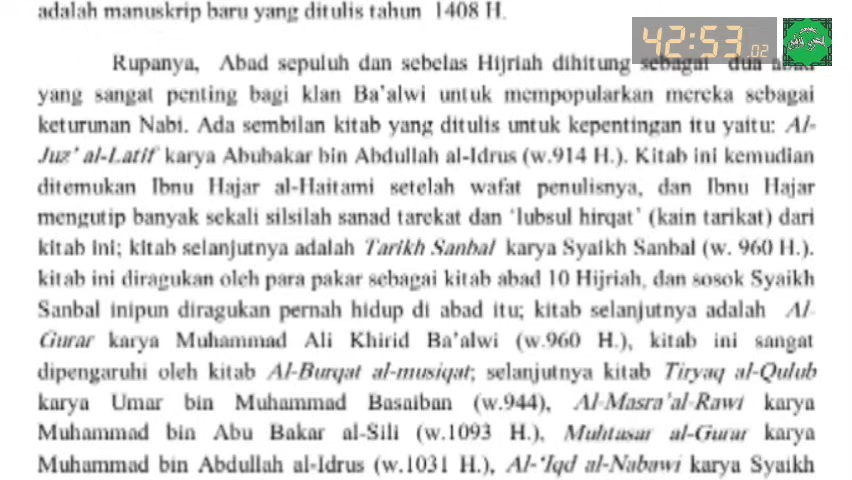 adalah manuskrip baru yang ditulis tahun 1408 H.
42:53.02
Rupanya, Abad sepuluh dan sebelas Hijriah dihitung sebagai dua abad
yang sangat penting bagi klan Ba'alwi untuk mempopularkan mereka sebagai
keturunan Nabi. Ada sembilan kitab yang ditulis untuk kepentingan itu yaitu: Al-
Juz' al-Latif karya Abubakar bin Abdullah al-Idrus (w.914 H.). Kitab ini kemudian
ditemukan Ibnu Hajar al-Haitami setelah wafat penulisnya, dan Ibnu Hajar
mengutip banyak sekali silsilah sanad tarekat dan 'lubsul hirqat' (kain tarikat) dari
kitab ini; kitab selanjutnya adalah Tarikh Sanbal karya Syaikh Sanbal (w. 960 H.).
kitab ini diragukan oleh para pakar sebagai kitab abad 10 Hijriah, dan sosok Syaikh
Sanbal inipun diragukan pernah hidup di abad itu; kitab selanjutnya adalah Al-
Gurar karya Muhammad Ali Khirid Ba'alwi (w.960 H.), kitab ini sangat
dipengaruhi oleh kitab Al-Burqat al-musiqat; selanjutnya kitab Tiryaq al-Qulub
karya Umar bin Muhammad Basaiban (w.944), Al-Masra'al-Rawi karya
Muhammad bin Abu Bakar al-Sili (w.1093 H.), Muhtasar al-Gurar karya
Muhammad bin Abdullah al-Idrus (w.1031 H.), Al-'Iqd al-Nabawi karya Syaikh